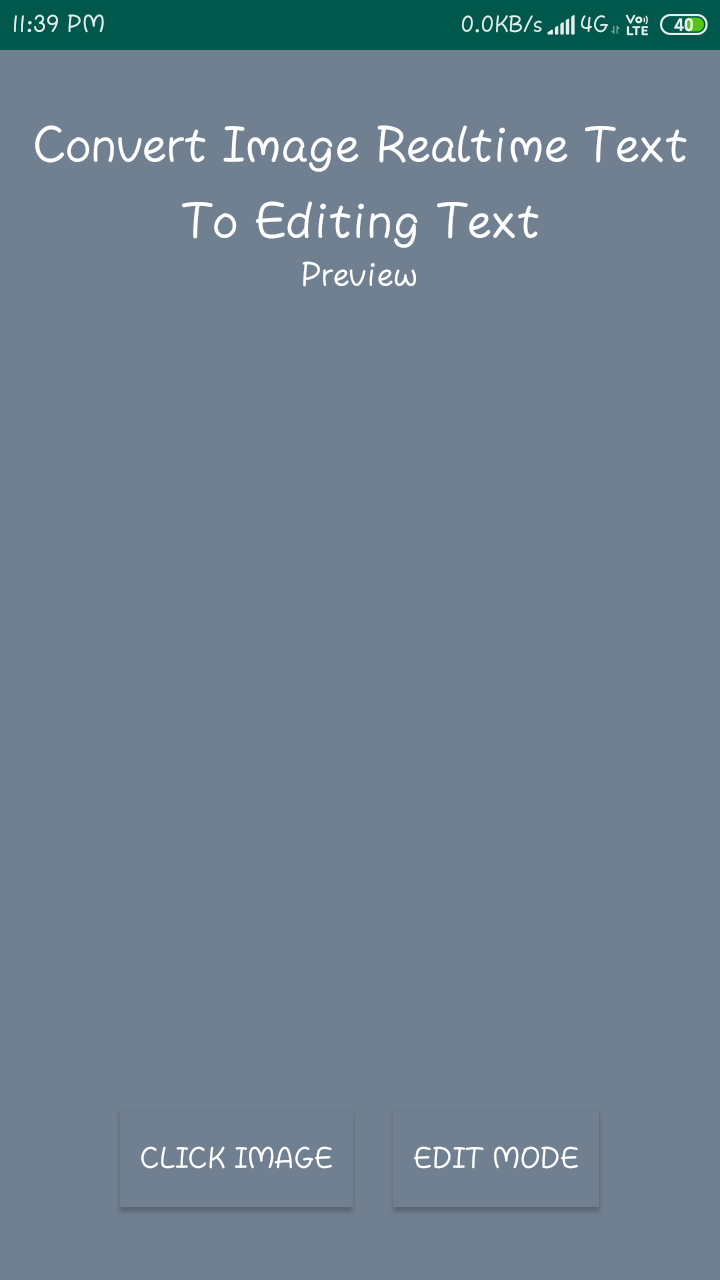 11:39 PM 0.0KB/s 4G Vo) LTE 40
Convert Image Realtime Text
To Editing Text
Preview
CLICK IMAGE EDIT MODE